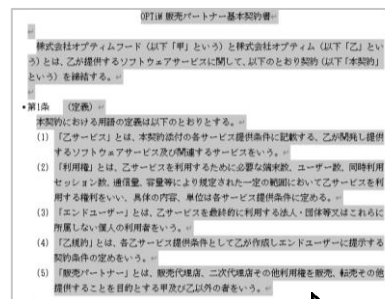 OPTiM 販売パートナー基本契約書
株式会社オプティムフード（以下「甲」という）と株式会社オプティム（以下「乙」とい
う）とは、乙が提供するソフトウェアサービスに関して、以下のとおり契約（以下「本契約」
という）を締結する。
第1条　（定義）
本契約における用語の定義は以下のとおりとする。
(1) 「乙サービス」とは、本契約添付の各サービス提供条件に記載する、乙が開発し提供
するソフトウェアサービス及び関連するサービスをいう。
(2) 「利用権」とは、乙サービスを利用するために必要な端末数、ユーザー数、同時利用
セッション数、通信量、容量等により規定された一定の範囲において乙サービスを利
用する権利をいい、具体の内容、単位は各サービス提供条件に定める。
(3) 「エンドユーザー」とは、乙サービスを最終的に利用する法人・団体等又はこれらに
所属しない個人の利用者をいう。
(4) 「乙規約」とは、各乙サービス提供条件として乙が作成しエンドユーザーに提示する
契約条件の定めをいう。
(5) 「販売パートナー」とは、販売代理店、二次代理店その他利用権を販売、転売その他
提供することを目的とする甲及び乙以外の者をいう。